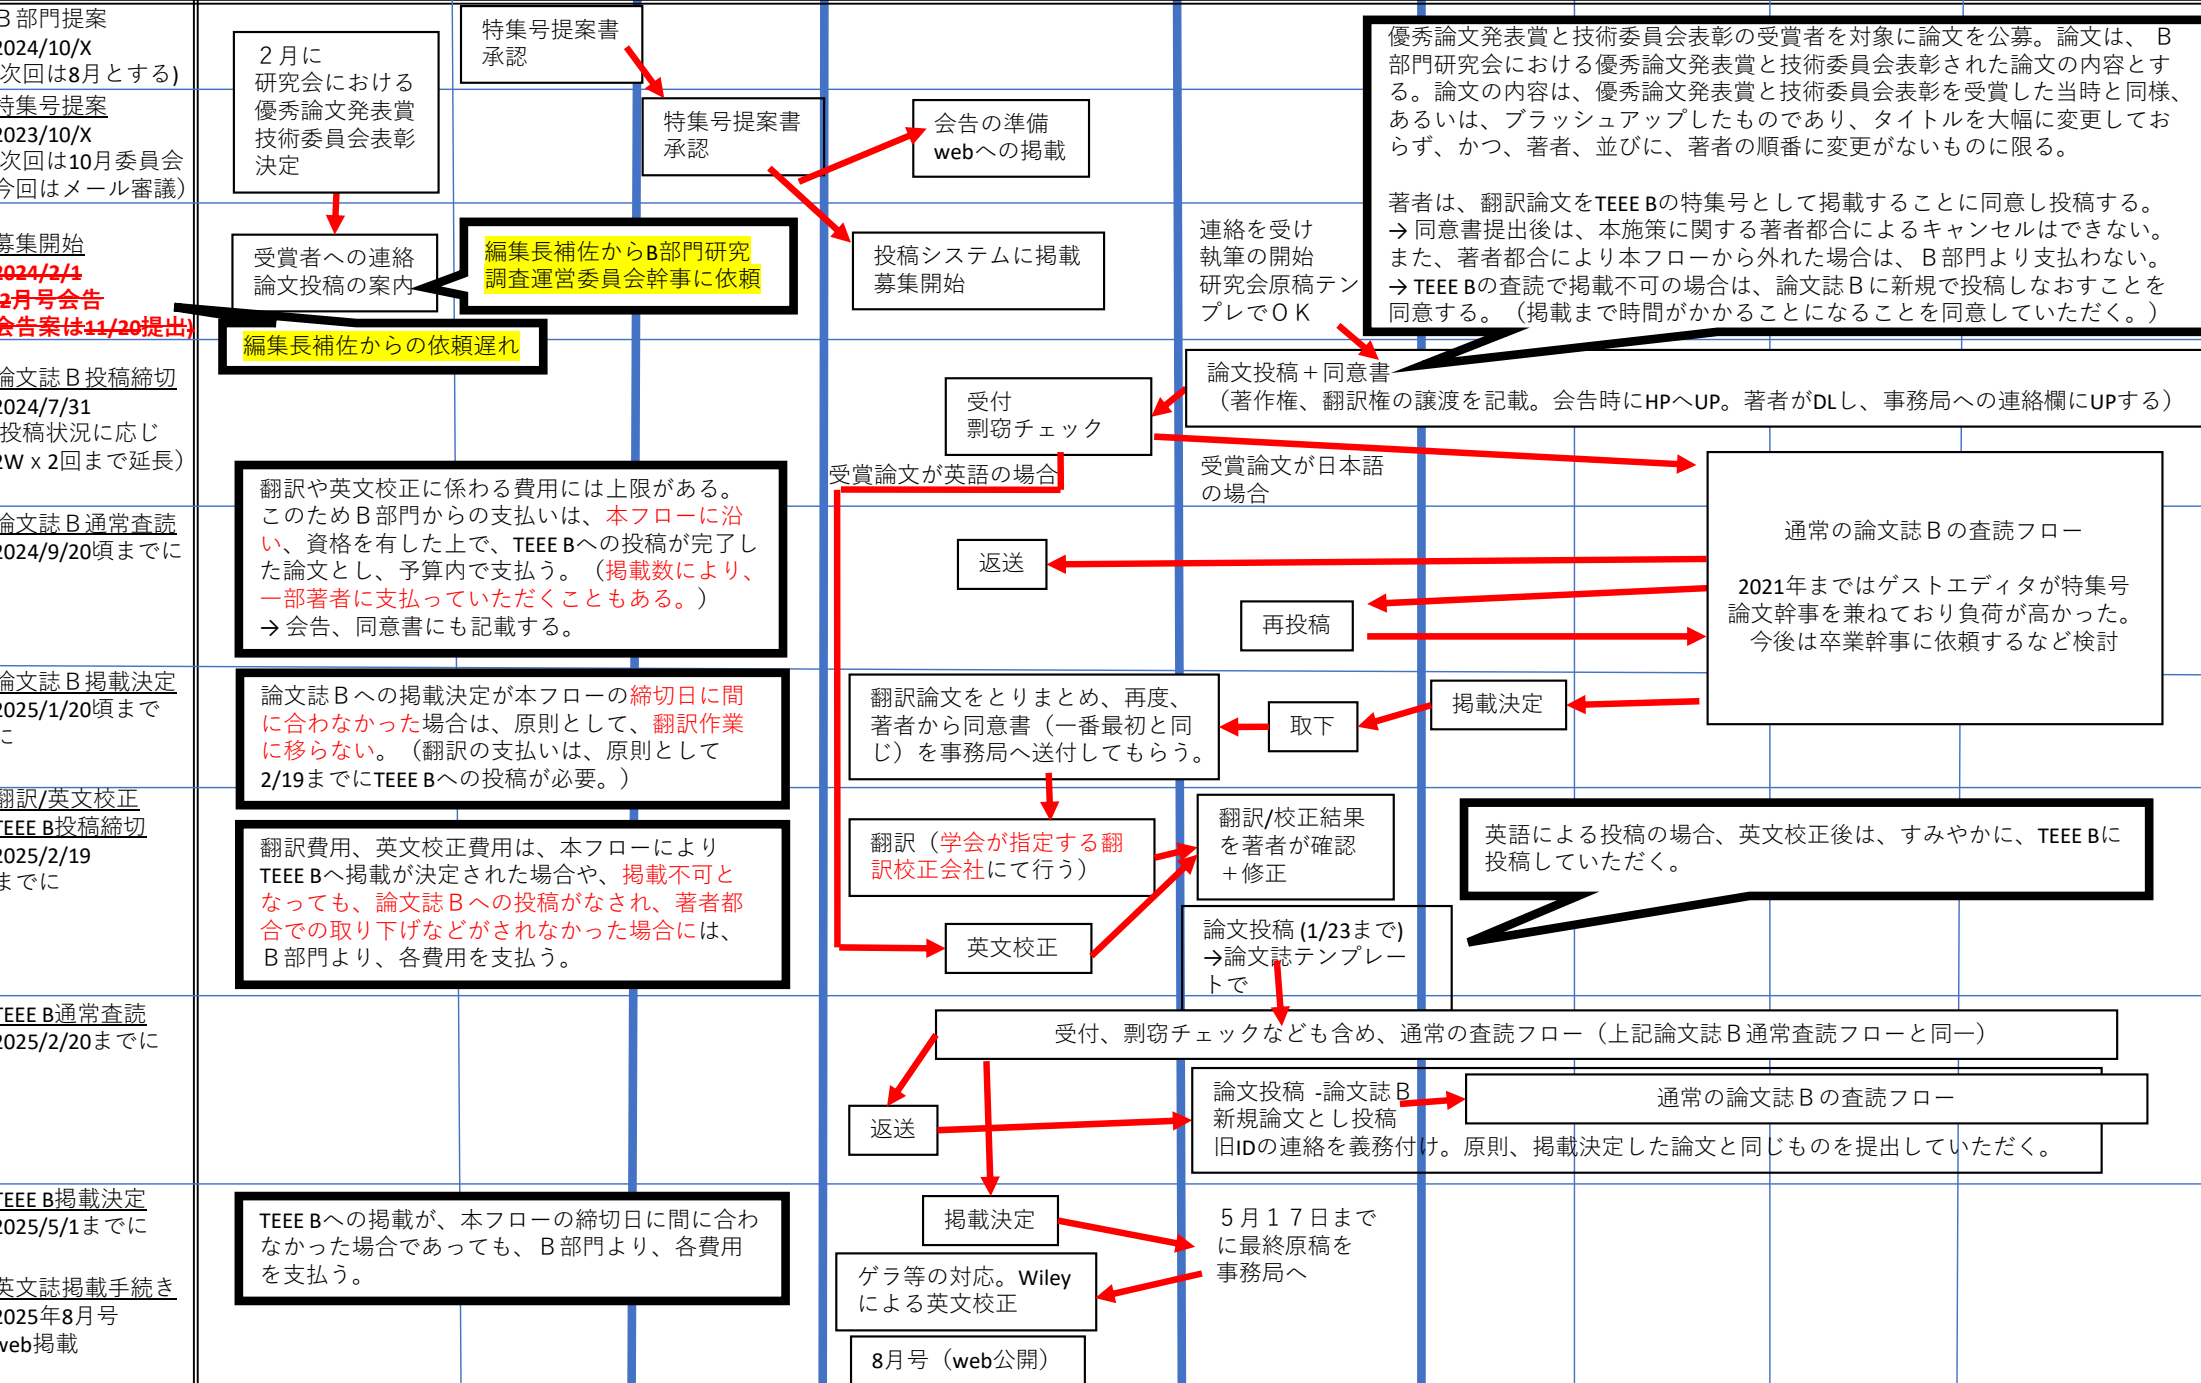 Ｂ部門提案
2024/10/X
次回は8月とする)
特集号提案
2023/10/X
次回は10月委員会
今回はメール審議）
募集開始
2024/2/1
2月号会告
会告案は11/20提出)
論文誌Ｂ投稿締切
2024/7/31
投稿状況に応じ
2W x 2回まで延長）
論文誌Ｂ通常査読
2024/9/20頃までに
論文誌Ｂ掲載決定
2025/1/20頃まで
に
翻訳/英文校正
TEEE B投稿締切
2025/2/19
までに
TEEE B通常査読
2025/2/20までに
TEEE B掲載決定
2025/5/1までに
英文誌掲載手続き
2025年8月号
web掲載
２月に
研究会における
優秀論文発表賞
技術委員会表彰
決定
特集号提案書
承認
特集号提案書
承認
会告の準備
webへの掲載
受賞者への連絡
論文投稿の案内
編集長補佐からB部門研究
調査運営委員会幹事に依頼
編集長補佐からの依頼遅れ
投稿システムに掲載
募集開始
連絡を受け
執筆の開始
研究会原稿テン
プレでＯＫ
優秀論文発表賞と技術委員会表彰の受賞者を対象に論文を公募。論文は、Ｂ
部門研究会における優秀論文発表賞と技術委員会表彰された論文の内容とす
る。論文の内容は、優秀論文発表賞と技術委員会表彰を受賞した当時と同様、
あるいは、ブラッシュアップしたものであり、タイトルを大幅に変更してお
らず、かつ、著者、並びに、著者の順番に変更がないものに限る。
著者は、翻訳論文をTEEE Bの特集号として掲載することに同意し投稿する。
→ 同意書提出後は、本施策に関する著者都合によるキャンセルはできない。
また、著者都合により本フローから外れた場合は、Ｂ部門より支払わない。
→ TEEE Bの査読で掲載不可の場合は、論文誌Ｂに新規で投稿しなおすことを
同意する。（掲載まで時間がかかることになることを同意していただく。）
論文投稿＋同意書
（著作権、翻訳権の譲渡を記載。会告時にHPへUP。著者がDLし、事務局への連絡欄にUPする）
受付
剽窃チェック
受賞論文が英語の場合
受賞論文が日本語
の場合
翻訳や英文校正に係わる費用には上限がある。
このためＢ部門からの支払いは、本フローに沿
い、資格を有した上で、TEEE Bへの投稿が完了し
た論文とし、予算内で支払う。（掲載数により、
一部著者に支払っていただくこともある。）
→ 会告、同意書にも記載する。
返送
再投稿
通常の論文誌Ｂの査読フロー
2021年まではゲストエディタが特集号
論文幹事を兼ねており負荷が高かった。
今後は卒業幹事に依頼するなど検討
論文誌Ｂへの掲載決定が本フローの締切日に間
に合わなかった場合は、原則として、翻訳作業
に移らない。（翻訳の支払いは、原則として
2/19までにTEEE Bへの投稿が必要。）
翻訳論文をとりまとめ、再度、
著者から同意書（一番最初と同
じ）を事務局へ送付してもらう。
取下
掲載決定
翻訳費用、英文校正費用は、本フローにより
TEEE Bへ掲載が決定された場合や、掲載不可と
なっても、論文誌Ｂへの投稿がなされ、著者都
合での取り下げなどがされなかった場合には、
Ｂ部門より、各費用を支払う。
翻訳（学会が指定する翻
訳校正会社にて行う）
翻訳/校正結果
を著者が確認
＋修正
英語による投稿の場合、英文校正後は、すみやかに、TEEE Bに
投稿していただく。
英文校正
論文投稿 (1/23まで)
→論文誌テンプレー
トで
受付、剽窃チェックなども含め、通常の査読フロー（上記論文誌Ｂ通常査読フローと同一）
返送
論文投稿 -論文誌Ｂ
新規論文とし投稿
旧IDの連絡を義務付け。原則、掲載決定した論文と同じものを提出していただく。
通常の論文誌Ｂの査読フロー
TEEE Bへの掲載が、本フローの締切日に間に合わ
なかった場合であっても、Ｂ部門より、各費用
を支払う。
掲載決定
５月１７日まで
に最終原稿を
事務局へ
ゲラ等の対応。Wiley
による英文校正
8月号（web公開）